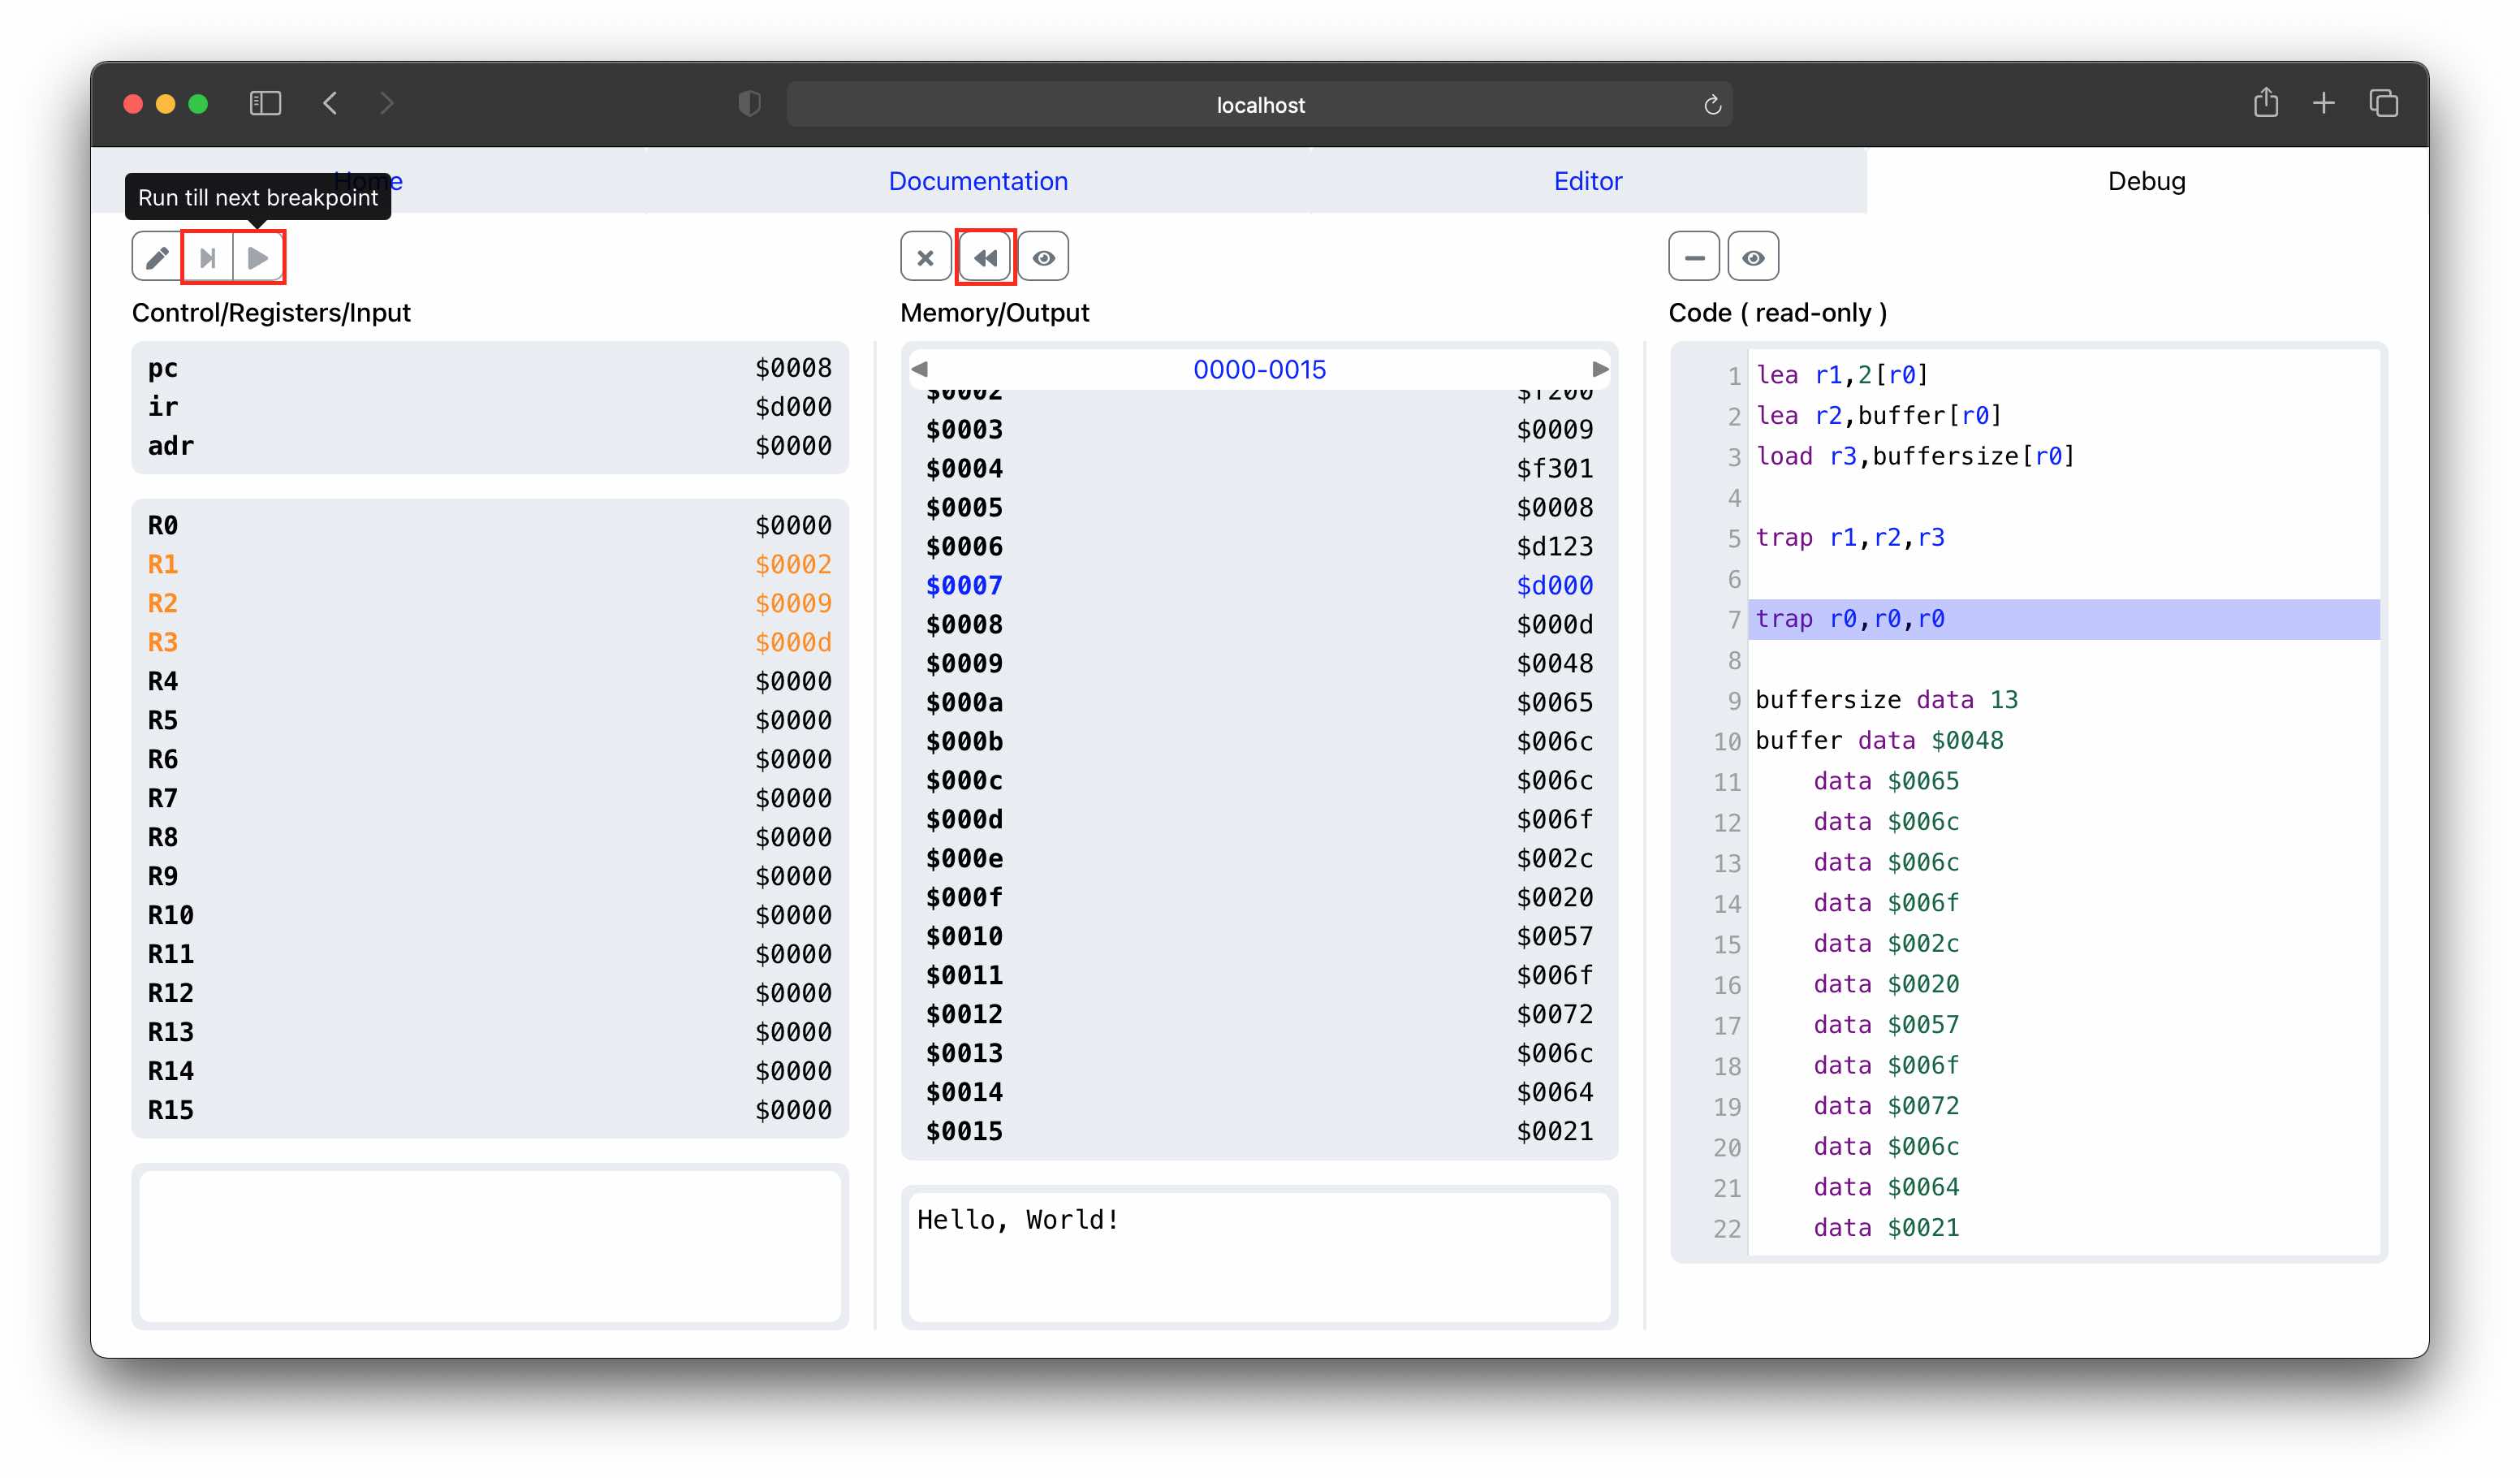 localhost
Home
Documentation
Editor
Debug
Run till next breakpoint
Control/Registers/Input
pc $0008
ir $d000
adr $0000
R0 $0000
R1 $0002
R2 $0009
R3 $000d
R4 $0000
R5 $0000
R6 $0000
R7 $0000
R8 $0000
R9 $0000
R10 $0000
R11 $0000
R12 $0000
R13 $0000
R14 $0000
R15 $0000
Memory/Output
0000-0015
$0002 $f200
$0003 $0009
$0004 $f301
$0005 $0008
$0006 $d123
$0007 $d000
$0008 $000d
$0009 $0048
$000a $0065
$000b $006c
$000c $006c
$000d $006f
$000e $002c
$000f $0020
$0010 $0057
$0011 $006f
$0012 $0072
$0013 $006c
$0014 $0064
$0015 $0021
Hello, World!
Code ( read-only )
1 lea r1,2[r0]
2 lea r2,buffer[r0]
3 load r3,buffersize[r0]
4
5 trap r1,r2,r3
6
7 trap r0,r0,r0
8
9 buffersize data 13
10 buffer data $0048
11 data $0065
12 data $006c
13 data $006c
14 data $006f
15 data $002c
16 data $0020
17 data $0057
18 data $006f
19 data $0072
20 data $006c
21 data $0064
22 data $0021